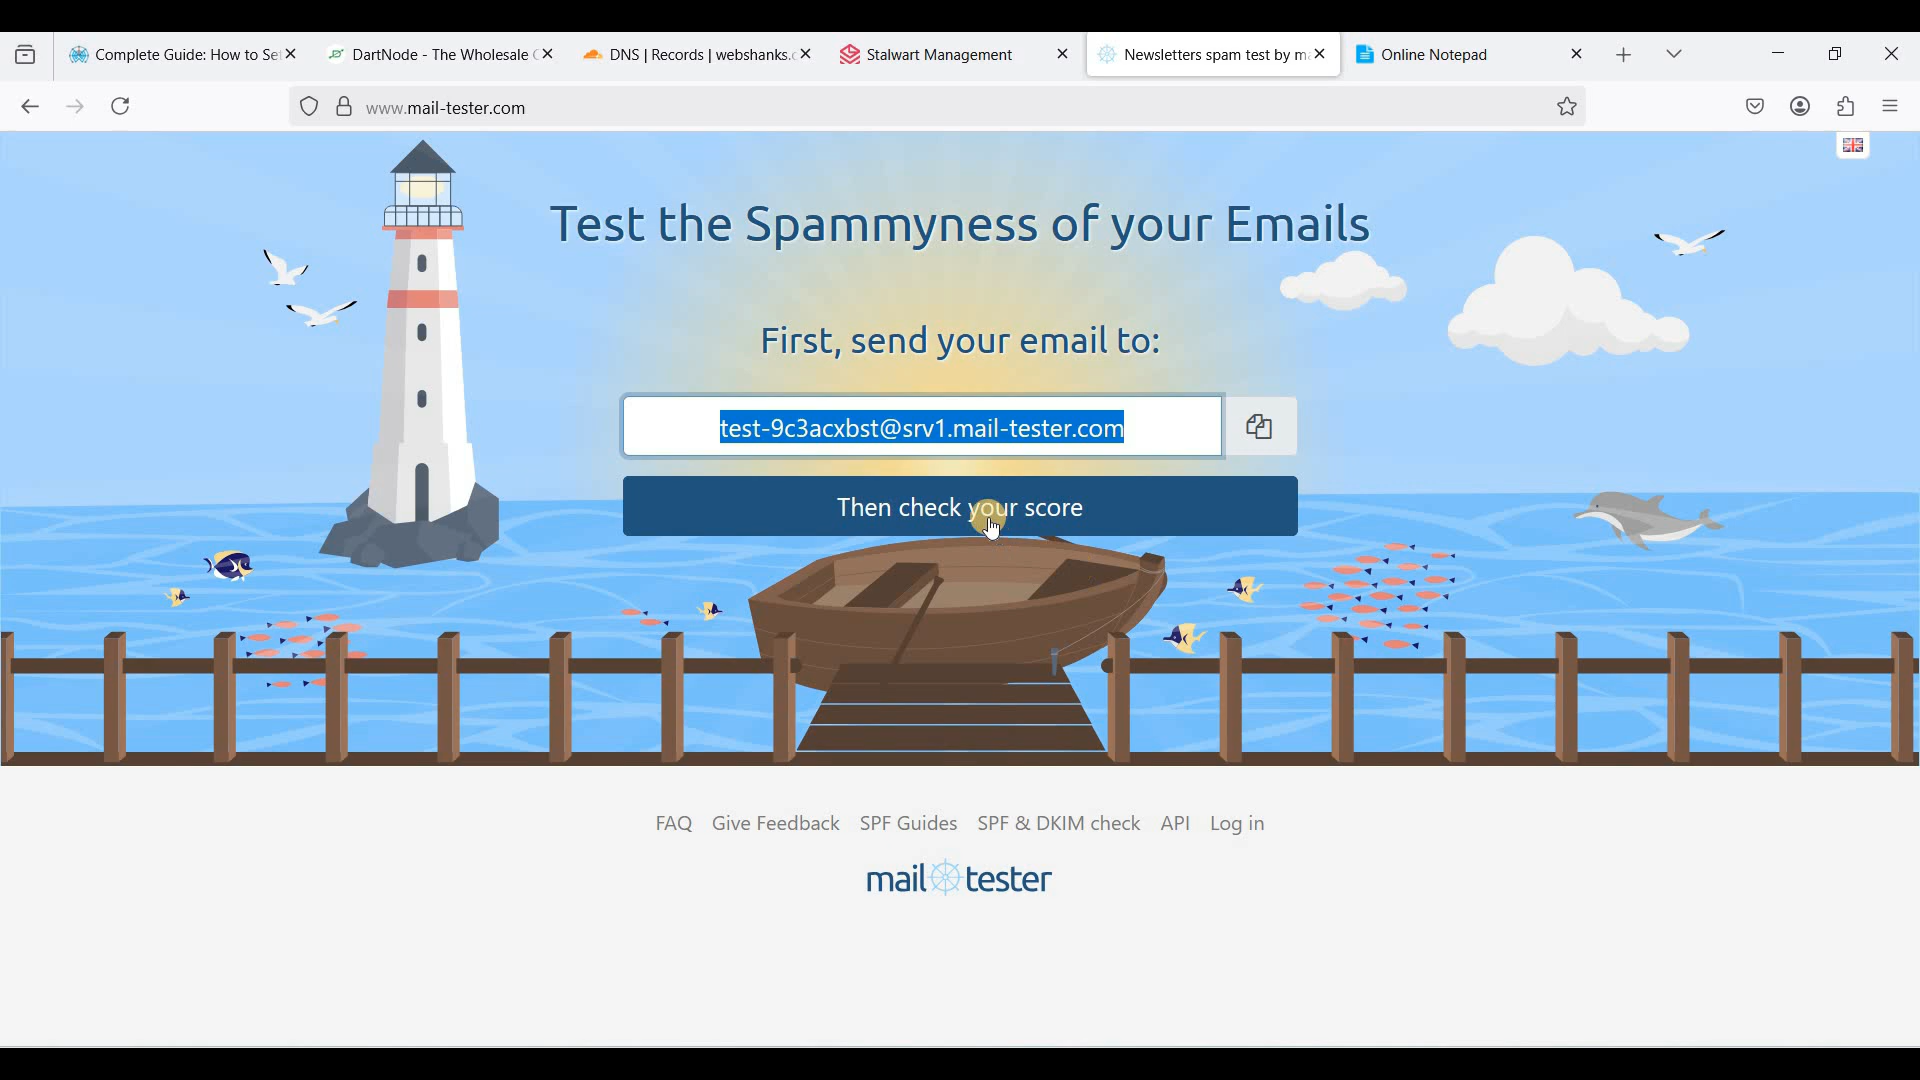 Complete Guide: How to Set
DartNode - The Wholesale C
DNS | Records | webshanks.c
Stalwart Management
Newsletters spam test by ma
Online Notepad
www.mail-tester.com
Test the Spammyness of your Emails
First, send your email to:
test-9c3acxbst@srv1.mail-tester.com
Then check your score
FAQ Give Feedback SPF Guides SPF & DKIM check API Log in
mail tester